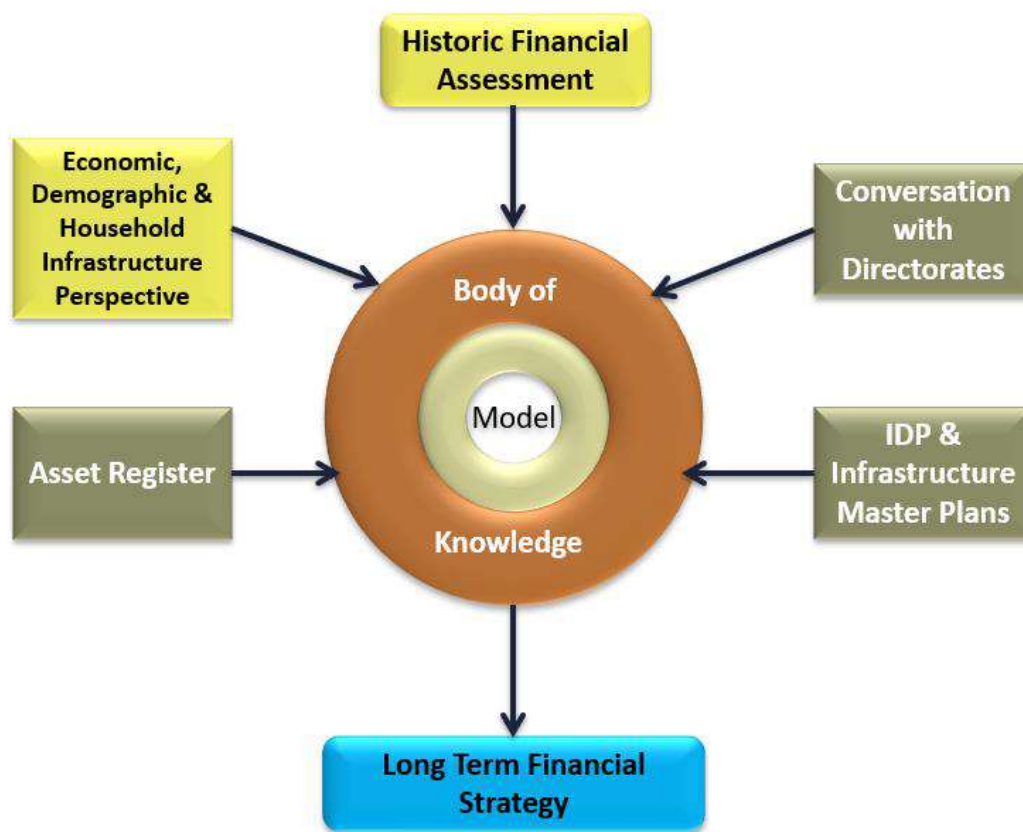 Historic Financial
Assessment
Economic,
Demographic &
Household
Infrastructure
Perspective
Conversation
with
Directorates
Body of
Model
Knowledge
Asset Register
IDP &
Infrastructure
Master Plans
Long Term Financial
Strategy